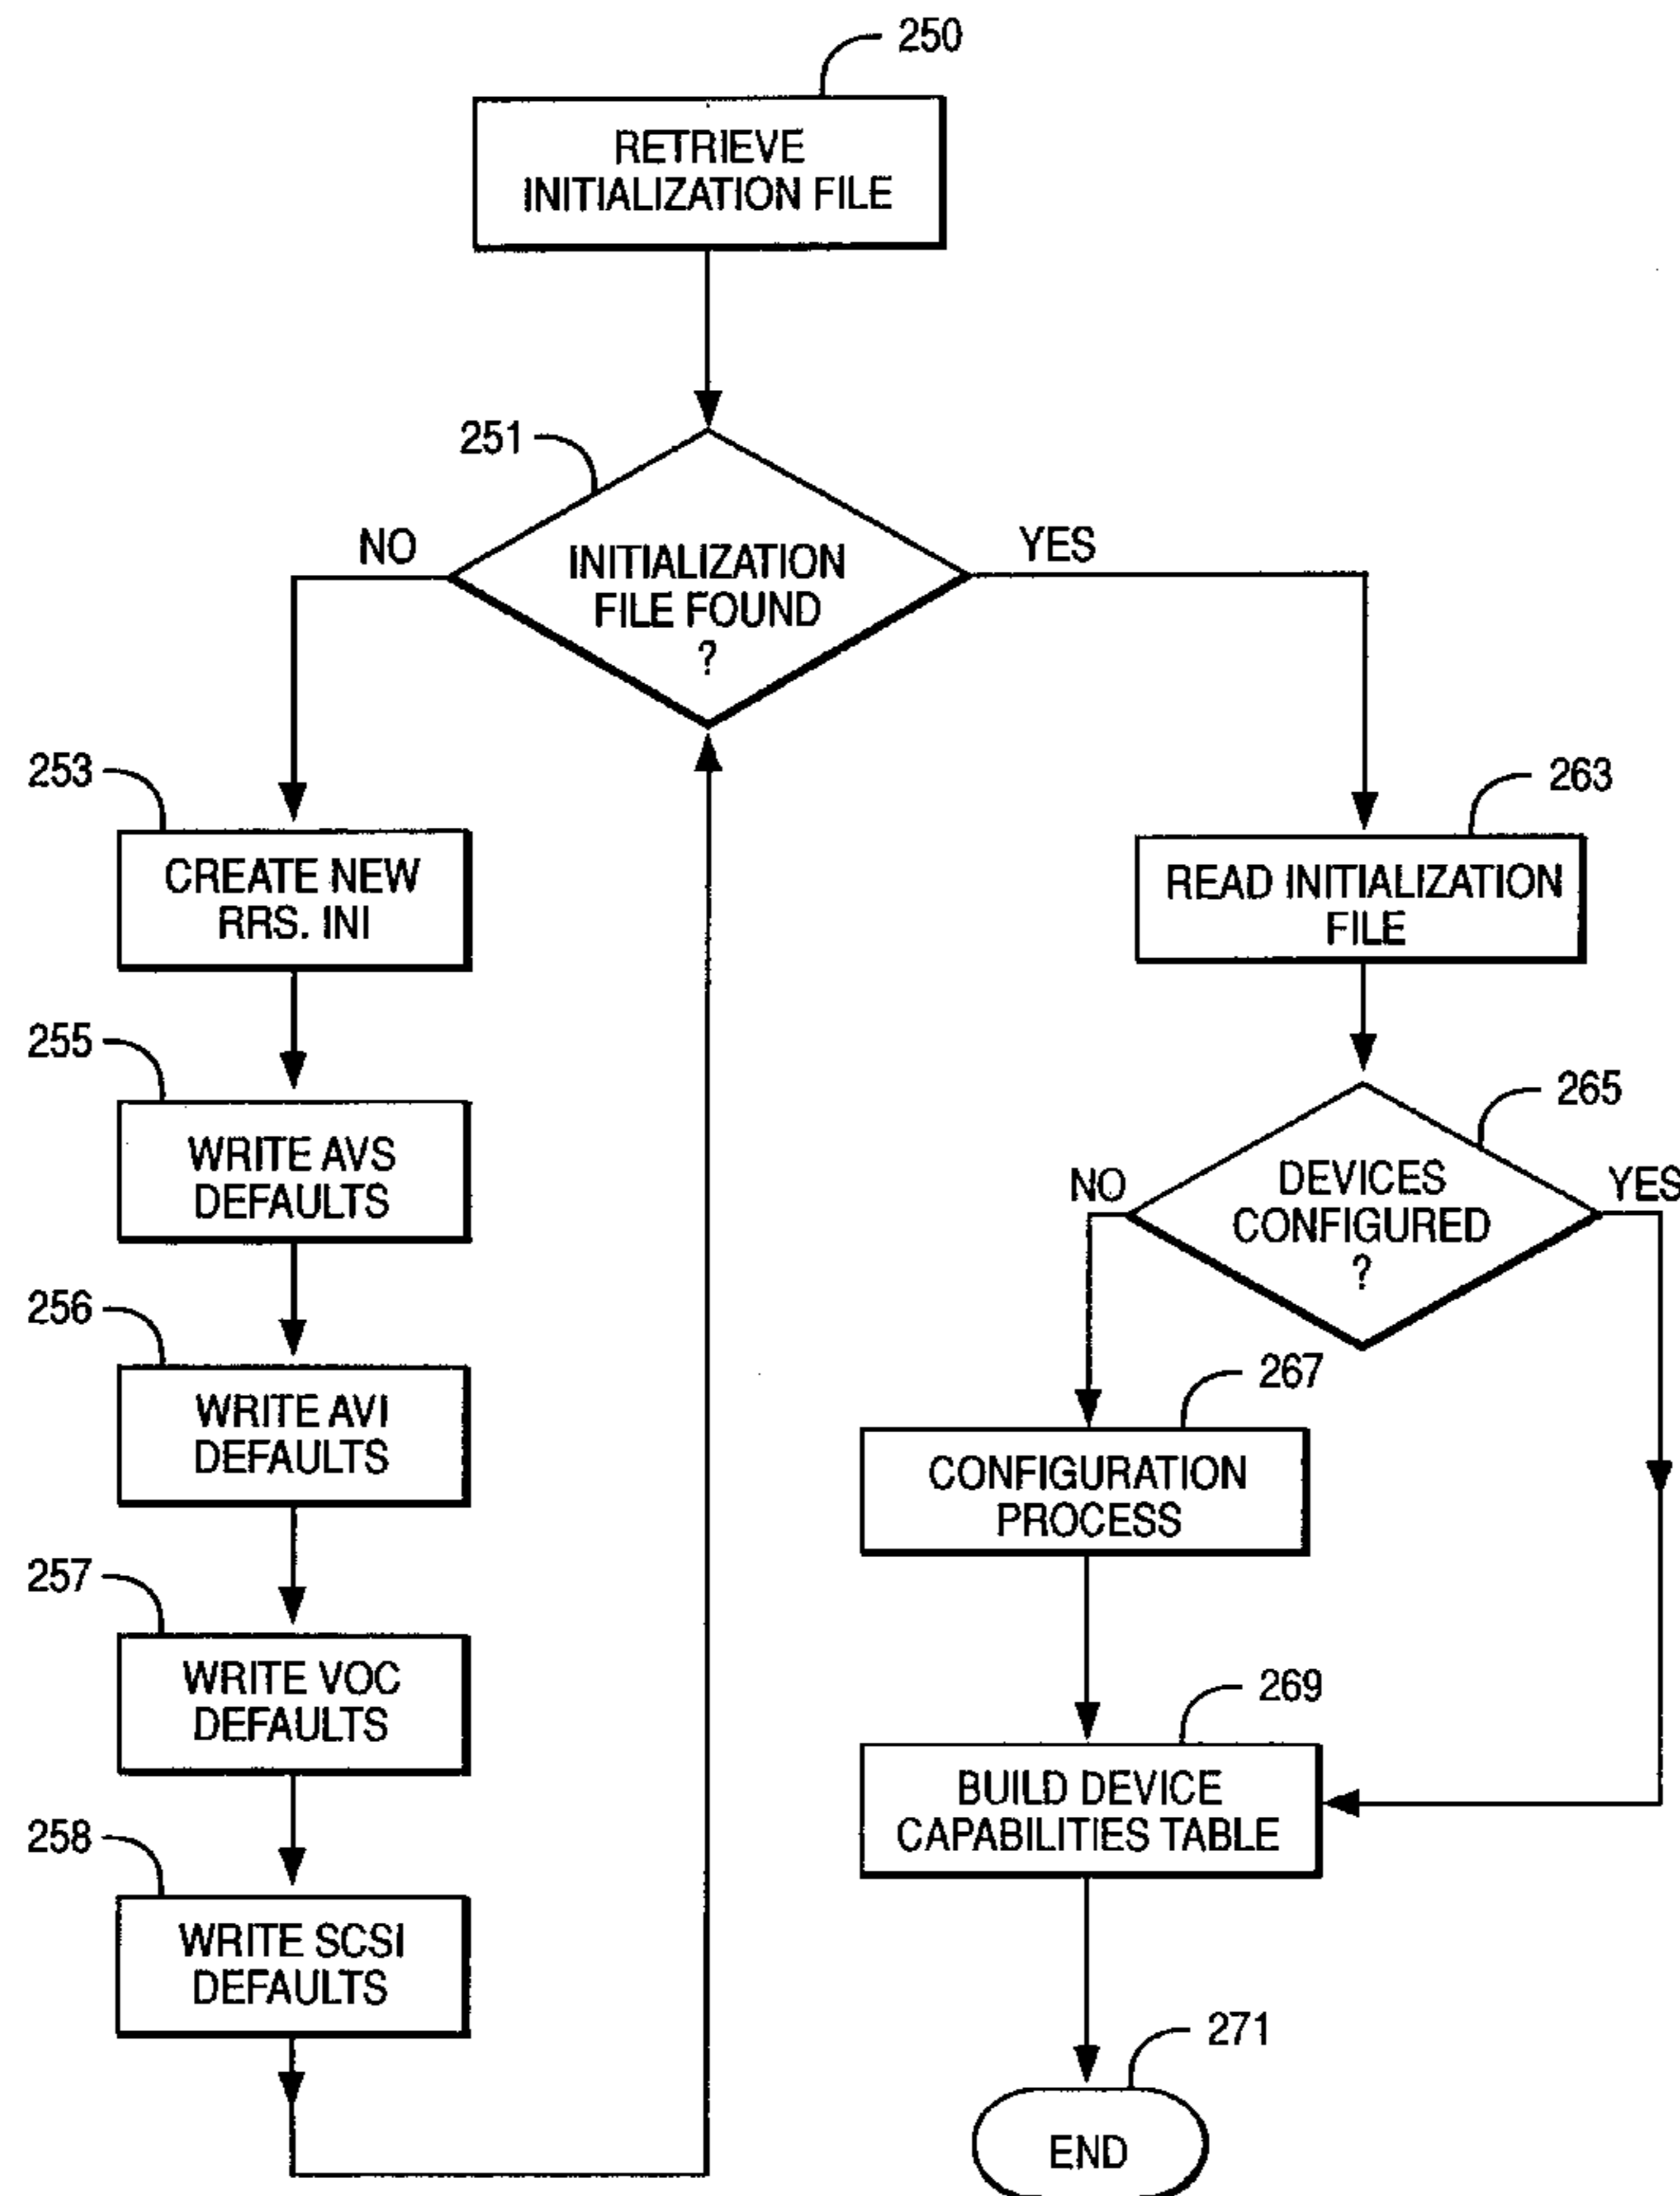 250
RETRIEVE
INITIALIZATION FILE
251
NO
YES
INITIALIZATION
FILE FOUND
?
253
CREATE NEW
RRS. INI
263
READ INITIALIZATION
FILE
255
WRITE AVS
DEFAULTS
265
NO
YES
DEVICES
CONFIGURED
?
256
WRITE AVI
DEFAULTS
267
CONFIGURATION
PROCESS
257
WRITE VOC
DEFAULTS
269
BUILD DEVICE
CAPABILITIES TABLE
258
WRITE SCSI
DEFAULTS
271
END